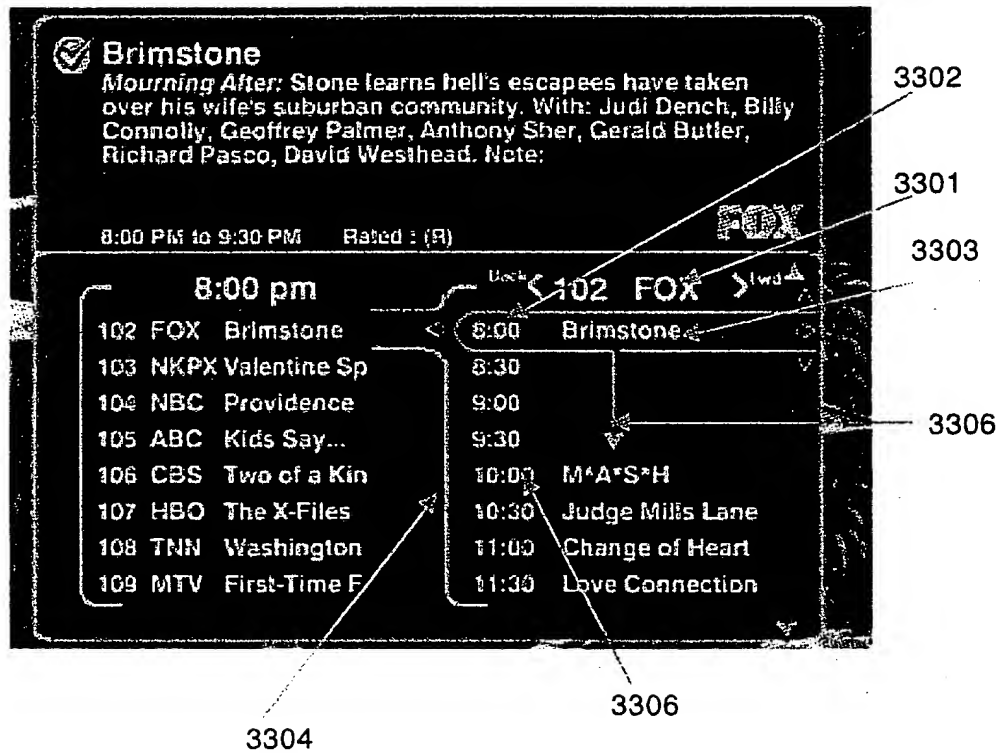 Brimstone
Mourning After: Stone learns hell's escapees have taken
over his wife's suburban community. With: Judi Dench, Billy
Connolly, Geoffrey Palmer, Anthony Sher, Gerald Butler,
Richard Pasco, David Westhead. Note:
8:00 PM to 9:30 PM Rated : (R)
FOX
8:00 pm
102 FOX Brimstone
103 NKPX Valentine Sp
104 NBC Providence
105 ABC Kids Say...
106 CBS Two of a Kin
107 HBO The X-Files
108 TNN Washington
109 MTV First-Time F
< 102 FOX > fwd
8:00 Brimstone
8:30
9:00
9:30
10:00 M*A*S*H
10:30 Judge Mills Lane
11:00 Change of Heart
11:30 Love Connection
3302
3301
3303
3306
3306
3304